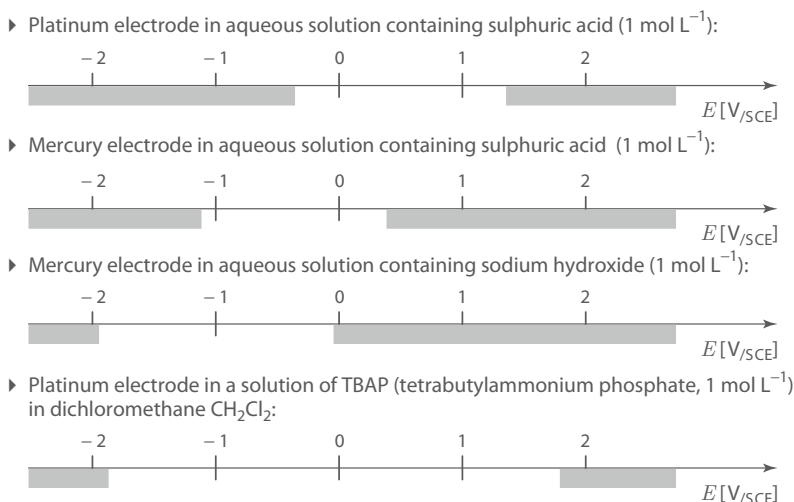 ▸ Platinum electrode in aqueous solution containing sulphuric acid (1 mol L⁻¹):
– 2 – 1 0 1 2
E [V/SCE]
▸ Mercury electrode in aqueous solution containing sulphuric acid (1 mol L⁻¹):
– 2 – 1 0 1 2
E [V/SCE]
▸ Mercury electrode in aqueous solution containing sodium hydroxide (1 mol L⁻¹):
– 2 – 1 0 1 2
E [V/SCE]
▸ Platinum electrode in a solution of TBAP (tetrabutylammonium phosphate, 1 mol L⁻¹)
in dichloromethane CH₂Cl₂:
– 2 – 1 0 1 2
E [V/SCE]